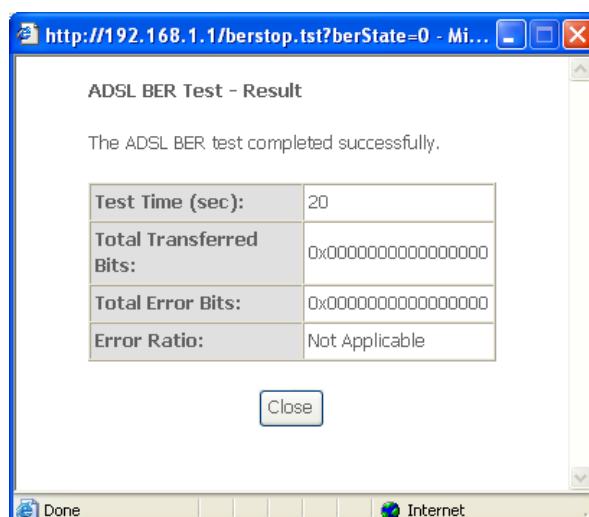 http://192.168.1.1/berstop.tst?berState=0 - Mi...
ADSL BER Test - Result
The ADSL BER test completed successfully.
Test Time (sec): 20
Total Transferred Bits: 0x0000000000000000
Total Error Bits: 0x0000000000000000
Error Ratio: Not Applicable
Close
Done Internet